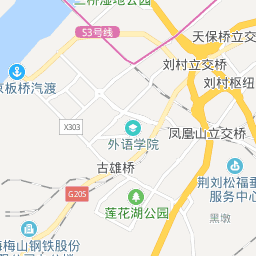 三桥湿地公园
S3号线
天保桥立交
刘村立交桥
刘村枢纽
京板桥汽渡
X303
外语学院
凤凰山立交桥
古雄桥
G205
荆刘松福垂
服务中心
黑墩
莲花湖公园
梅山钢铁股份